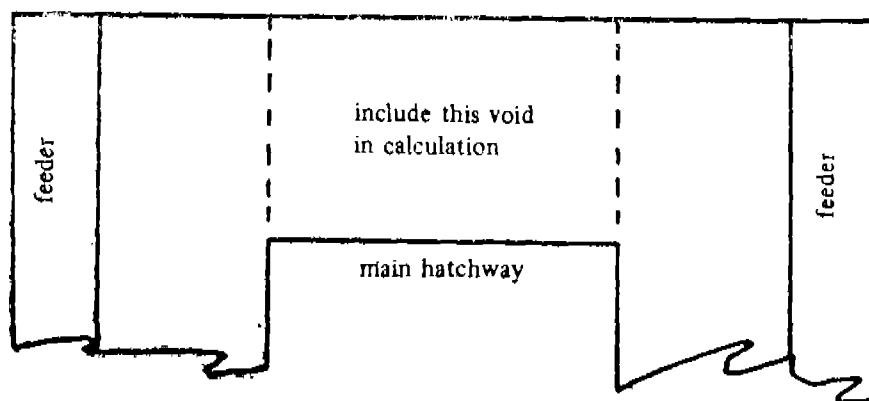 feeder
include this void
in calculation
main hatchway
feeder